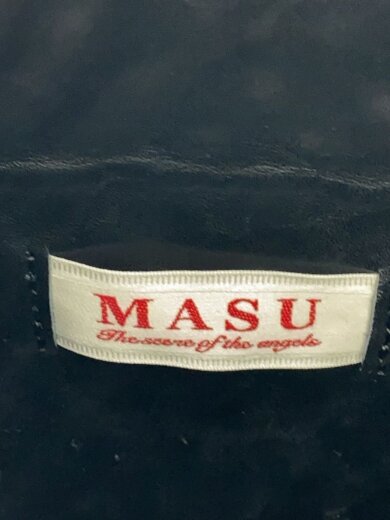 MASU
The scene of the angels